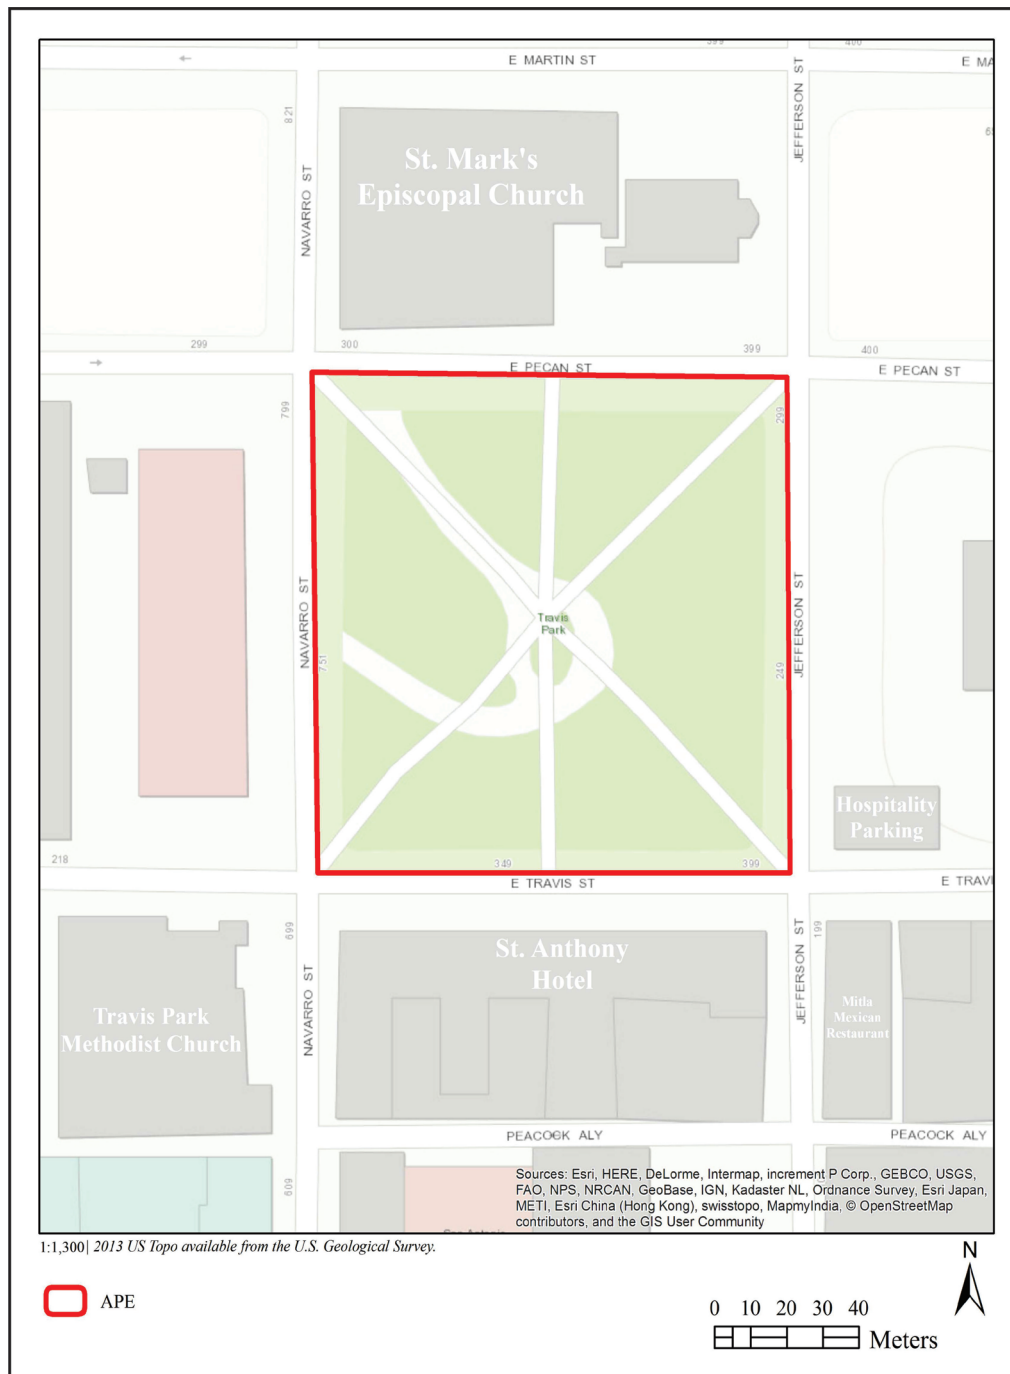 399
400
E MARTIN ST
E MA
821
JEFFERSON ST
NAVARRO ST
St. Mark's
Episcopal Church
299
300
399
400
E PECAN ST
E PECAN ST
799
299
Travis
Park
NAVARRO ST
JEFFERSON ST
751
249
Hospitality
Parking
218
349
399
E TRAVIS ST
E TRAVI
699
199
JEFFERSON ST
NAVARRO ST
St. Anthony
Hotel
Travis Park
Methodist Church
Mitla
Mexican
Restaurant
PEACOCK ALY
PEACOCK ALY
609
Sources: Esri, HERE, DeLorme, Intermap, increment P Corp., GEBCO, USGS,
FAO, NPS, NRCAN, GeoBase, IGN, Kadaster NL, Ordnance Survey, Esri Japan,
METI, Esri China (Hong Kong), swisstopo, MapmyIndia, © OpenStreetMap
contributors, and the GIS User Community
1:1,300| 2013 US Topo available from the U.S. Geological Survey.
APE
N
0 10 20 30 40
Meters